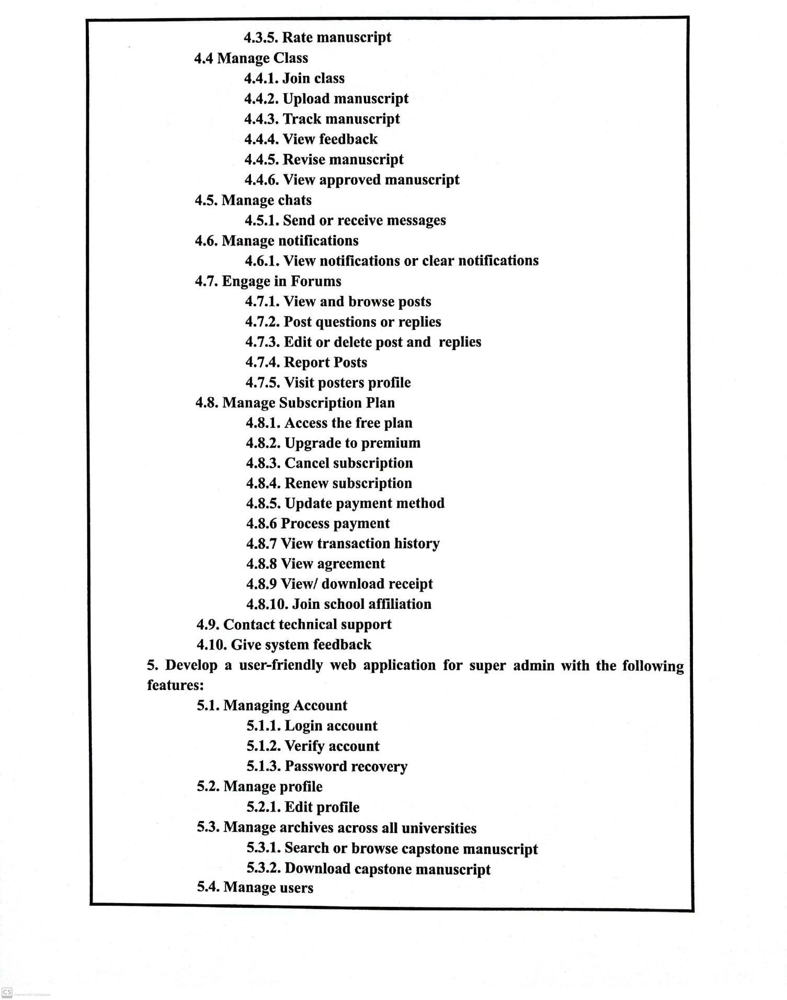 4.3.5. Rate manuscript
4.4 Manage Class
4.4.1. Join class
4.4.2. Upload manuscript
4.4.3. Track manuscript
4.4.4. View feedback
4.4.5. Revise manuscript
4.4.6. View approved manuscript
4.5. Manage chats
4.5.1. Send or receive messages
4.6. Manage notifications
4.6.1. View notifications or clear notifications
4.7. Engage in Forums
4.7.1. View and browse posts
4.7.2. Post questions or replies
4.7.3. Edit or delete post and  replies
4.7.4. Report Posts
4.7.5. Visit posters profile
4.8. Manage Subscription Plan
4.8.1. Access the free plan
4.8.2. Upgrade to premium
4.8.3. Cancel subscription
4.8.4. Renew subscription
4.8.5. Update payment method
4.8.6 Process payment
4.8.7 View transaction history
4.8.8 View agreement
4.8.9 View/ download receipt
4.8.10. Join school affiliation
4.9. Contact technical support
4.10. Give system feedback
5. Develop a user-friendly web application for super admin with the following
features:
5.1. Managing Account
5.1.1. Login account
5.1.2. Verify account
5.1.3. Password recovery
5.2. Manage profile
5.2.1. Edit profile
5.3. Manage archives across all universities
5.3.1. Search or browse capstone manuscript
5.3.2. Download capstone manuscript
5.4. Manage users
CS Scanned with CamScanner